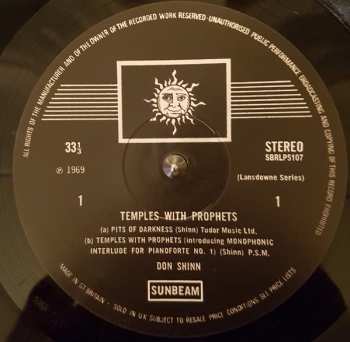 ALL RIGHTS OF THE MANUFACTURER AND OF THE OWNER OF THE RECORDED WORK RESERVED-UNAUTHORISED PUBLIC PERFORMANCE BROADCASTING AND COPYING OF THIS RECORD PROHIBITED
33⅓
STEREO
SBRLP5107
℗ 1969
(Lansdowne Series)
1
1
TEMPLES WITH PROPHETS
(a) PITS OF DARKNESS (Shinn) Tudor Music Ltd.
(b) TEMPLES WITH PROPHETS (introducing MONOPHONIC
INTERLUDE FOR PIANOFORTE NO. 1) (Shinn) P.S.M.
DON SHINN
SUNBEAM
MADE IN GT. BRITAIN . SOLD IN U.K SUBJECT TO RESALE PRICE CONDITIONS SEE PRICE LISTS